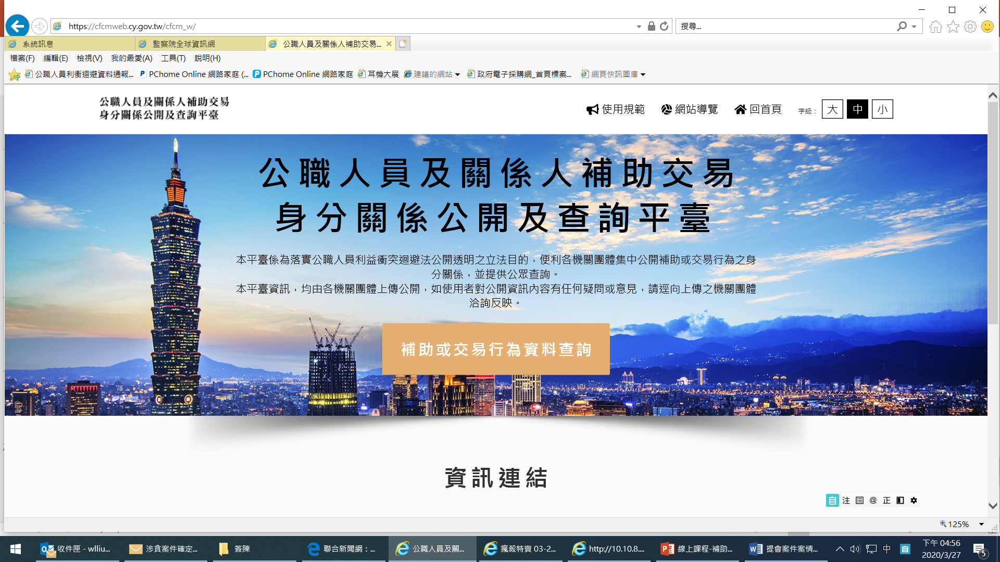 https://cfcmweb.cy.gov.tw/cfcm_w/
搜尋...
系統訊息
監察院全球資訊網
公職人員及關係人補助交易...
檔案(F) 編輯(E) 檢視(V) 我的最愛(A) 工具(T) 說明(H)
公職人員利衝迴避資料通報... PChome Online 網路家庭 (... PChome Online 網路家庭 耳機大展 建議的網站 政府電子採購網_首頁標案... 網頁快訊圖庫
公職人員及關係人補助交易
身分關係公開及查詢平臺
使用規範 網站導覽 回首頁 字級： 大 中 小
公職人員及關係人補助交易
身分關係公開及查詢平臺
本平臺係為落實公職人員利益衝突迴避法公開透明之立法目的，便利各機關團體集中公開補助或交易行為之身
分關係，並提供公眾查詢。
本平臺資訊，均由各機關團體上傳公開，如使用者對公開資訊內容有任何疑問或意見，請逕向上傳之機關團體
洽詢反映。
補助或交易行為資料查詢
資訊連結
自 注 @ 正
125%
收件匣 - wlliu... 涉貪案件確定... 簽陳 聯合新聞網：... 公職人員及關... 瘋殺特賣 03-2... http://10.10.8.... 線上課程-補助... 提會案件案情... 中 自
下午 04:56
2020/3/27
5